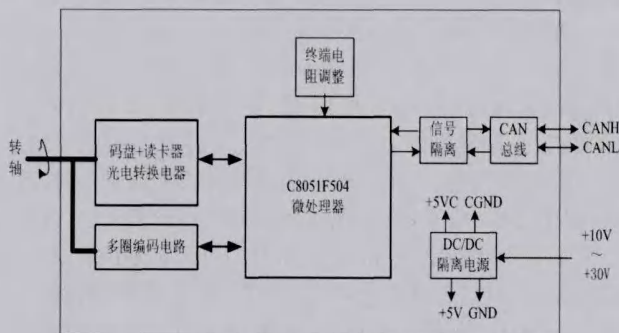 终端电
阻调整
转
轴
码盘+读卡器
光电转换电器
C8051F504
微处理器
信号
隔离
CAN
总线
CANH
CANL
多圈编码电路
+5VC CGND
DC/DC
隔离电源
+5V GND
+10V
～
+30V